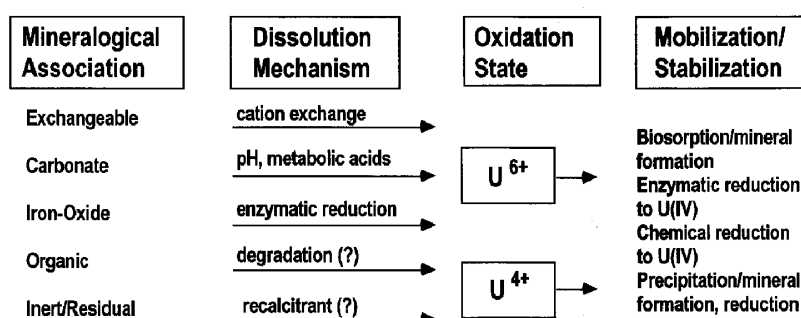 Mineralogical
Association
Dissolution
Mechanism
Oxidation
State
Mobilization/
Stabilization
Exchangeable
cation exchange
Carbonate
pH, metabolic acids
Iron-Oxide
enzymatic reduction
Organic
degradation (?)
Inert/Residual
recalcitrant (?)
U 6+
U 4+
Biosorption/mineral
formation
Enzymatic reduction
to U(IV)
Chemical reduction
to U(IV)
Precipitation/mineral
formation, reduction